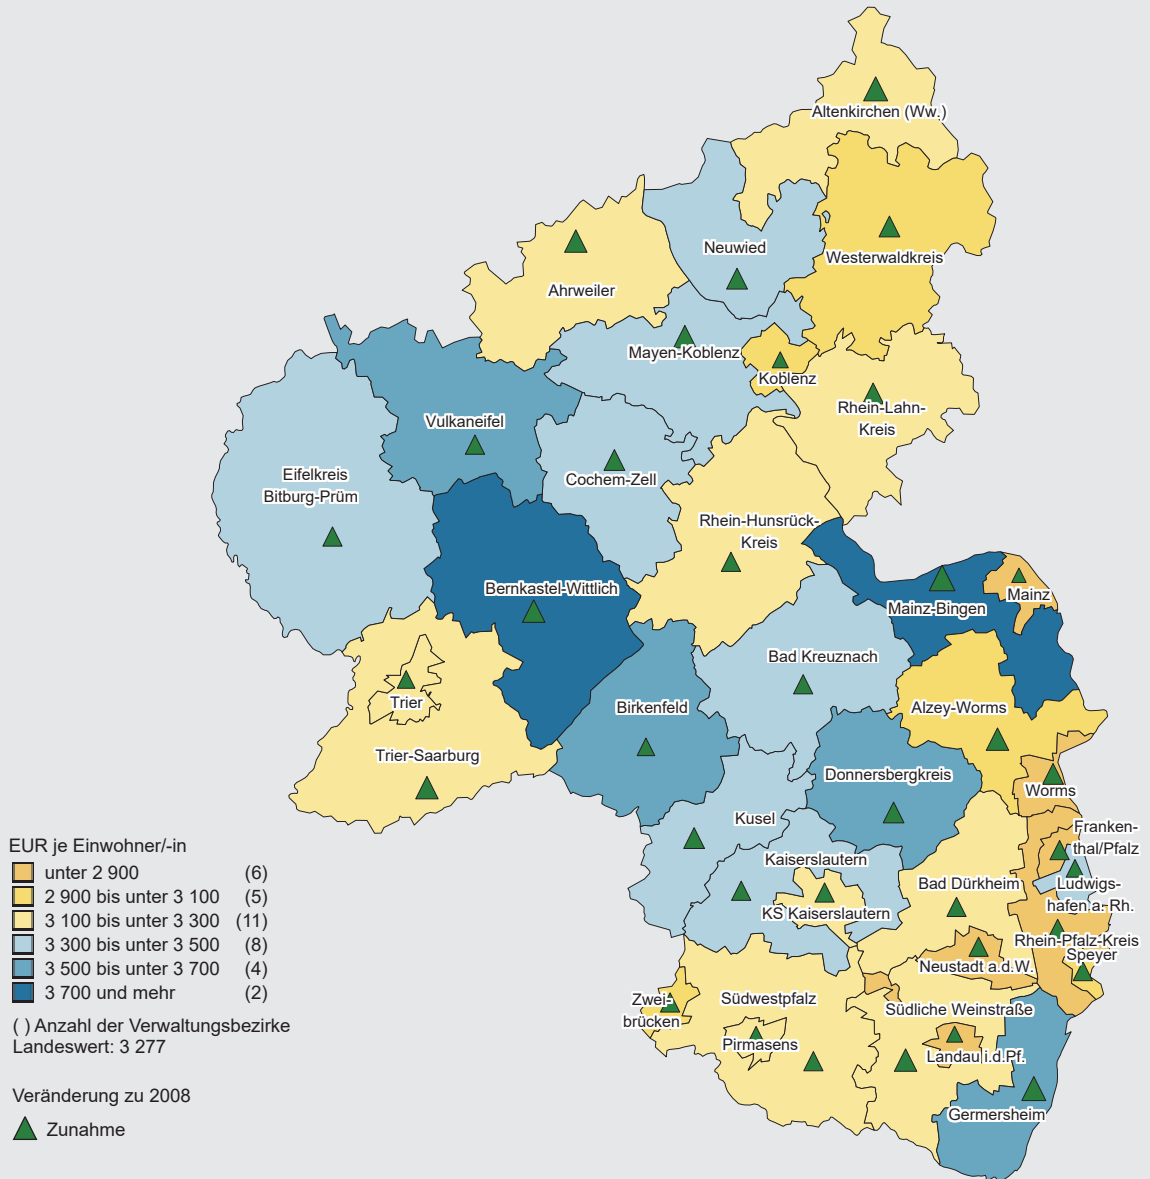 Altenkirchen (Ww.)
Neuwied
Westerwaldkreis
Ahrweiler
Mayen-Koblenz
Koblenz
Rhein-Lahn-
Kreis
Vulkaneifel
Eifelkreis
Bitburg-Prüm
Cochem-Zell
Rhein-Hunsrück-
Kreis
Bernkastel-Wittlich
Mainz-Bingen
Mainz
Bad Kreuznach
Trier
Birkenfeld
Alzey-Worms
Trier-Saarburg
Donnersbergkreis
Worms
Kusel
Franken-
thal/Pfalz
Kaiserslautern
Bad Dürkheim
Ludwigs-
hafen a. Rh.
KS Kaiserslautern
Rhein-Pfalz-Kreis
Speyer
Neustadt a.d.W.
Zwei-
brücken
Südwestpfalz
Südliche Weinstraße
Pirmasens
Landau i.d.Pf.
Germersheim
EUR je Einwohner/-in
unter 2 900 (6)
2 900 bis unter 3 100 (5)
3 100 bis unter 3 300 (11)
3 300 bis unter 3 500 (8)
3 500 bis unter 3 700 (4)
3 700 und mehr (2)
( ) Anzahl der Verwaltungsbezirke
Landeswert: 3 277
Veränderung zu 2008
Zunahme